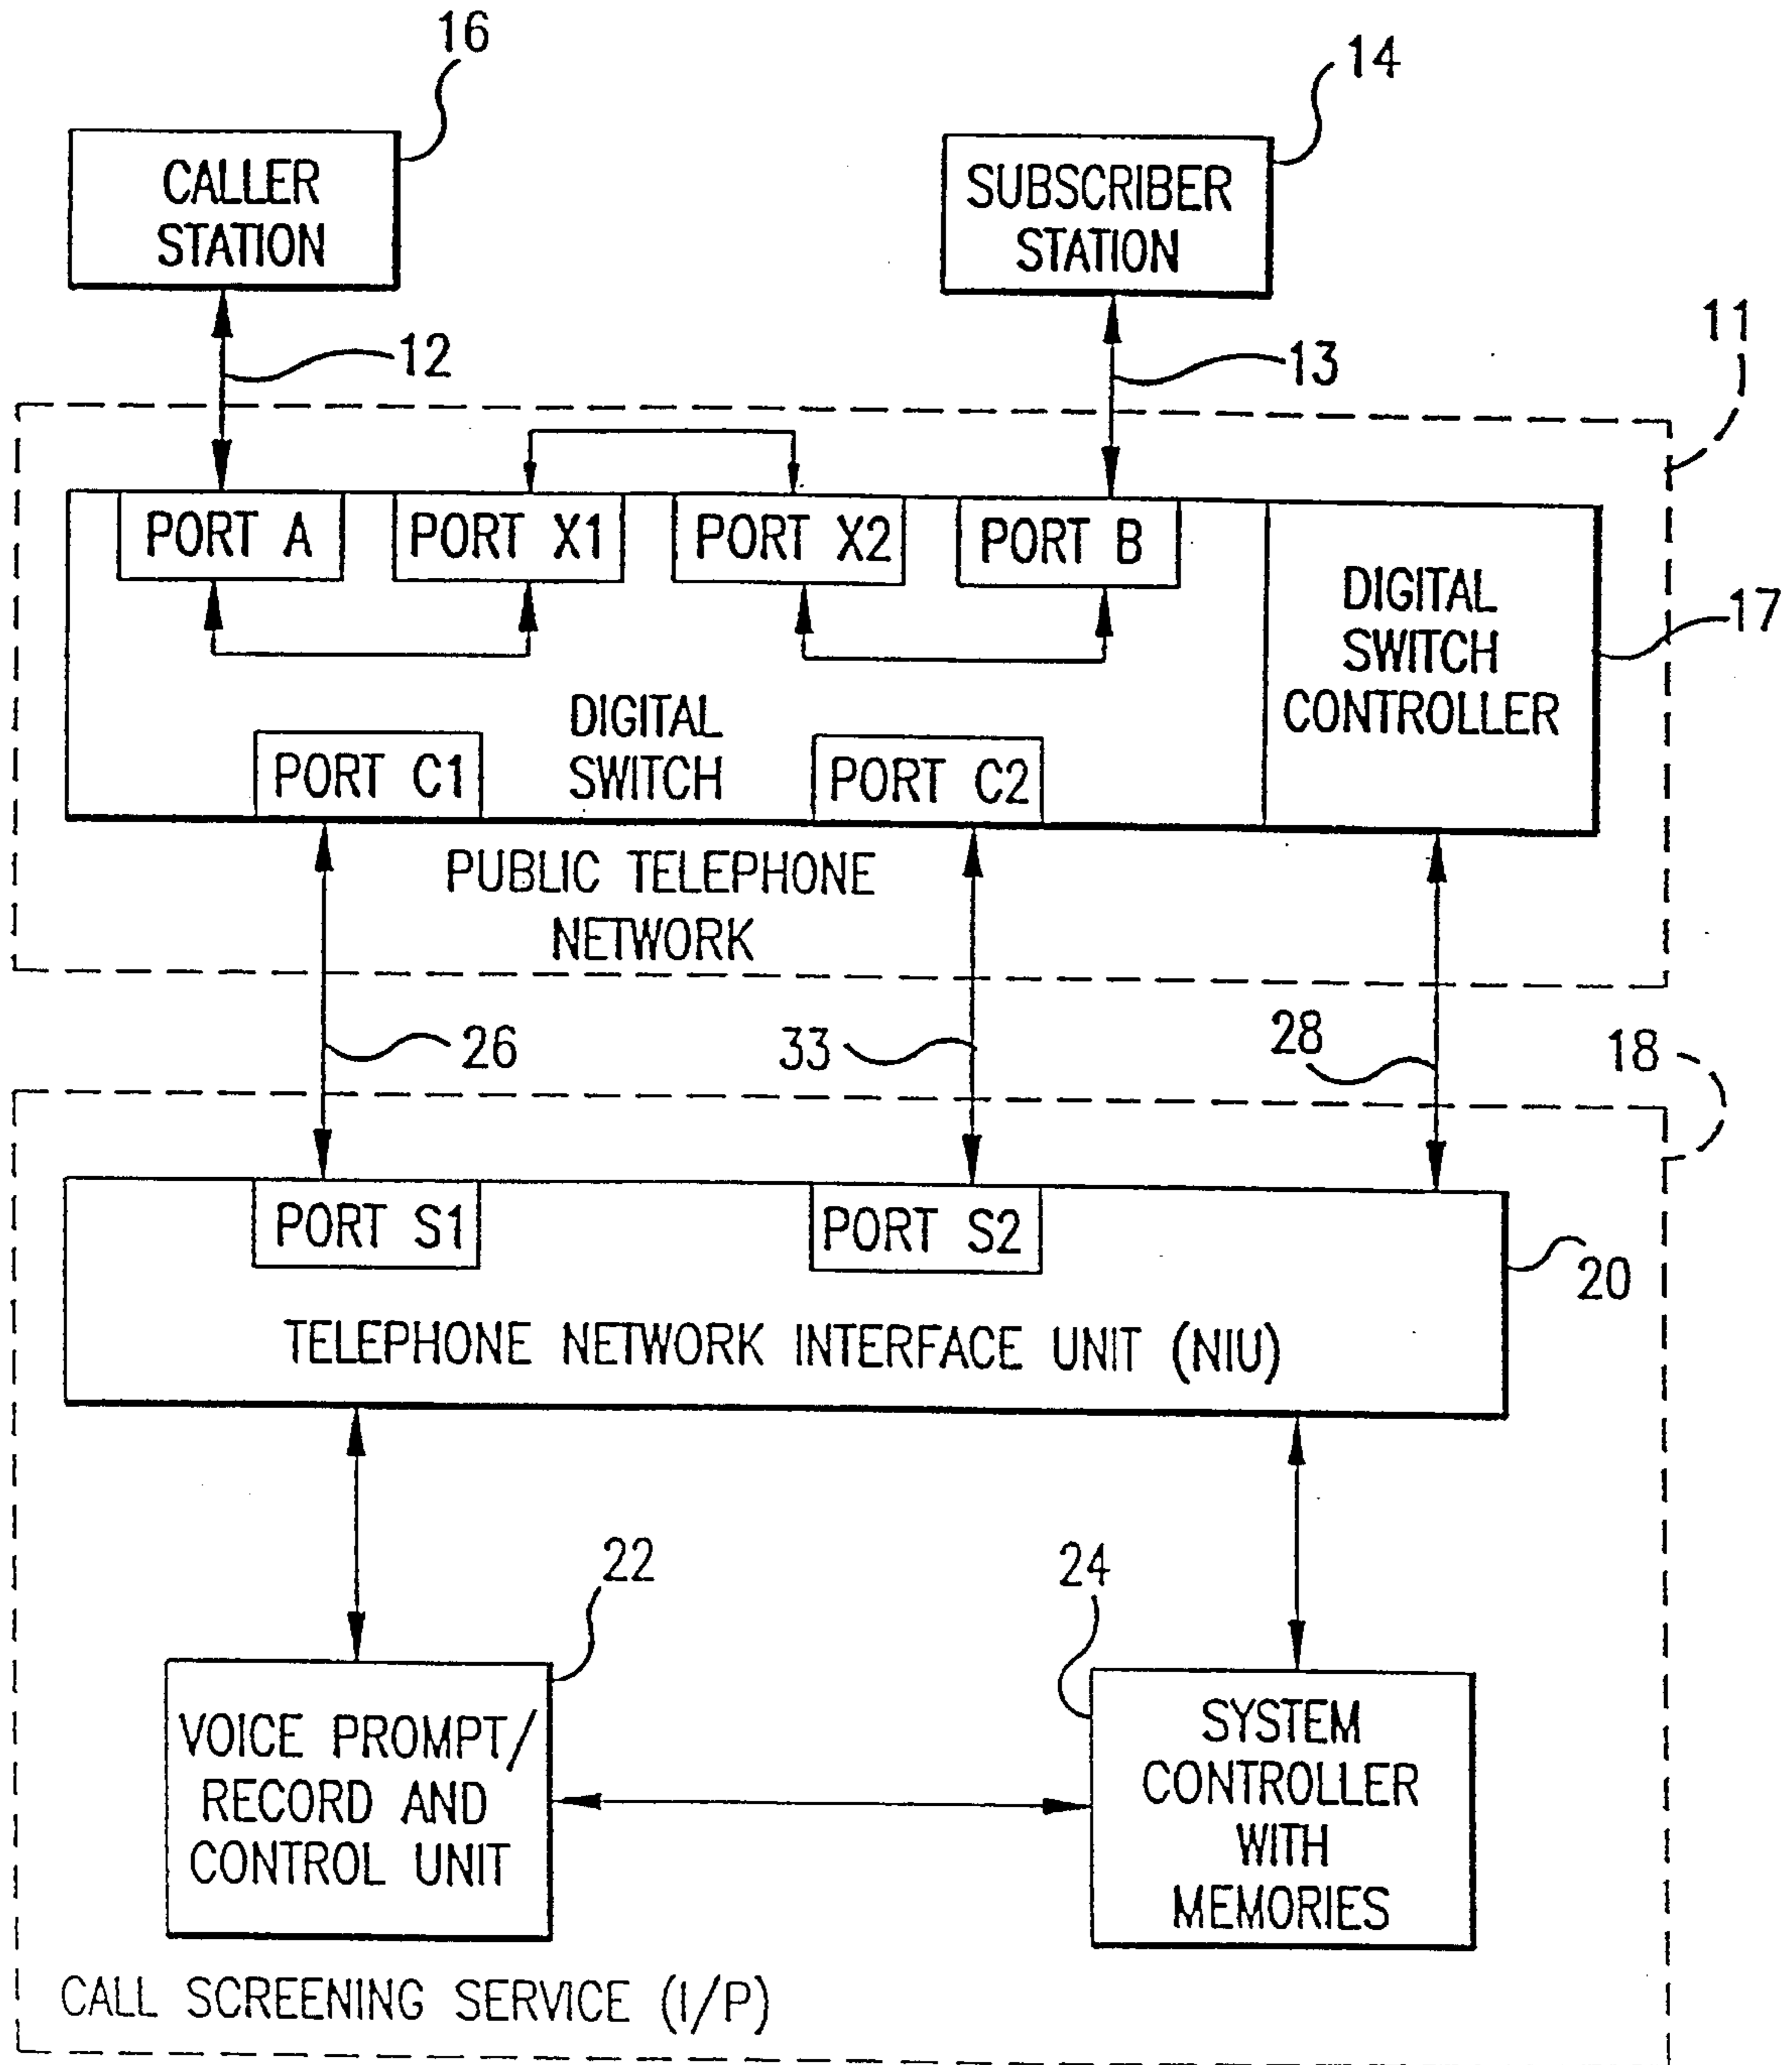 16
14
CALLER
STATION
SUBSCRIBER
STATION
11
12
13
PORT A
PORT X1
PORT X2
PORT B
DIGITAL
SWITCH
CONTROLLER
17
DIGITAL
SWITCH
PORT C1
PORT C2
PUBLIC TELEPHONE
NETWORK
26
33
28
18
PORT S1
PORT S2
20
TELEPHONE NETWORK INTERFACE UNIT (NIU)
22
24
VOICE PROMPT/
RECORD AND
CONTROL UNIT
SYSTEM
CONTROLLER
WITH
MEMORIES
CALL SCREENING SERVICE (I/P)